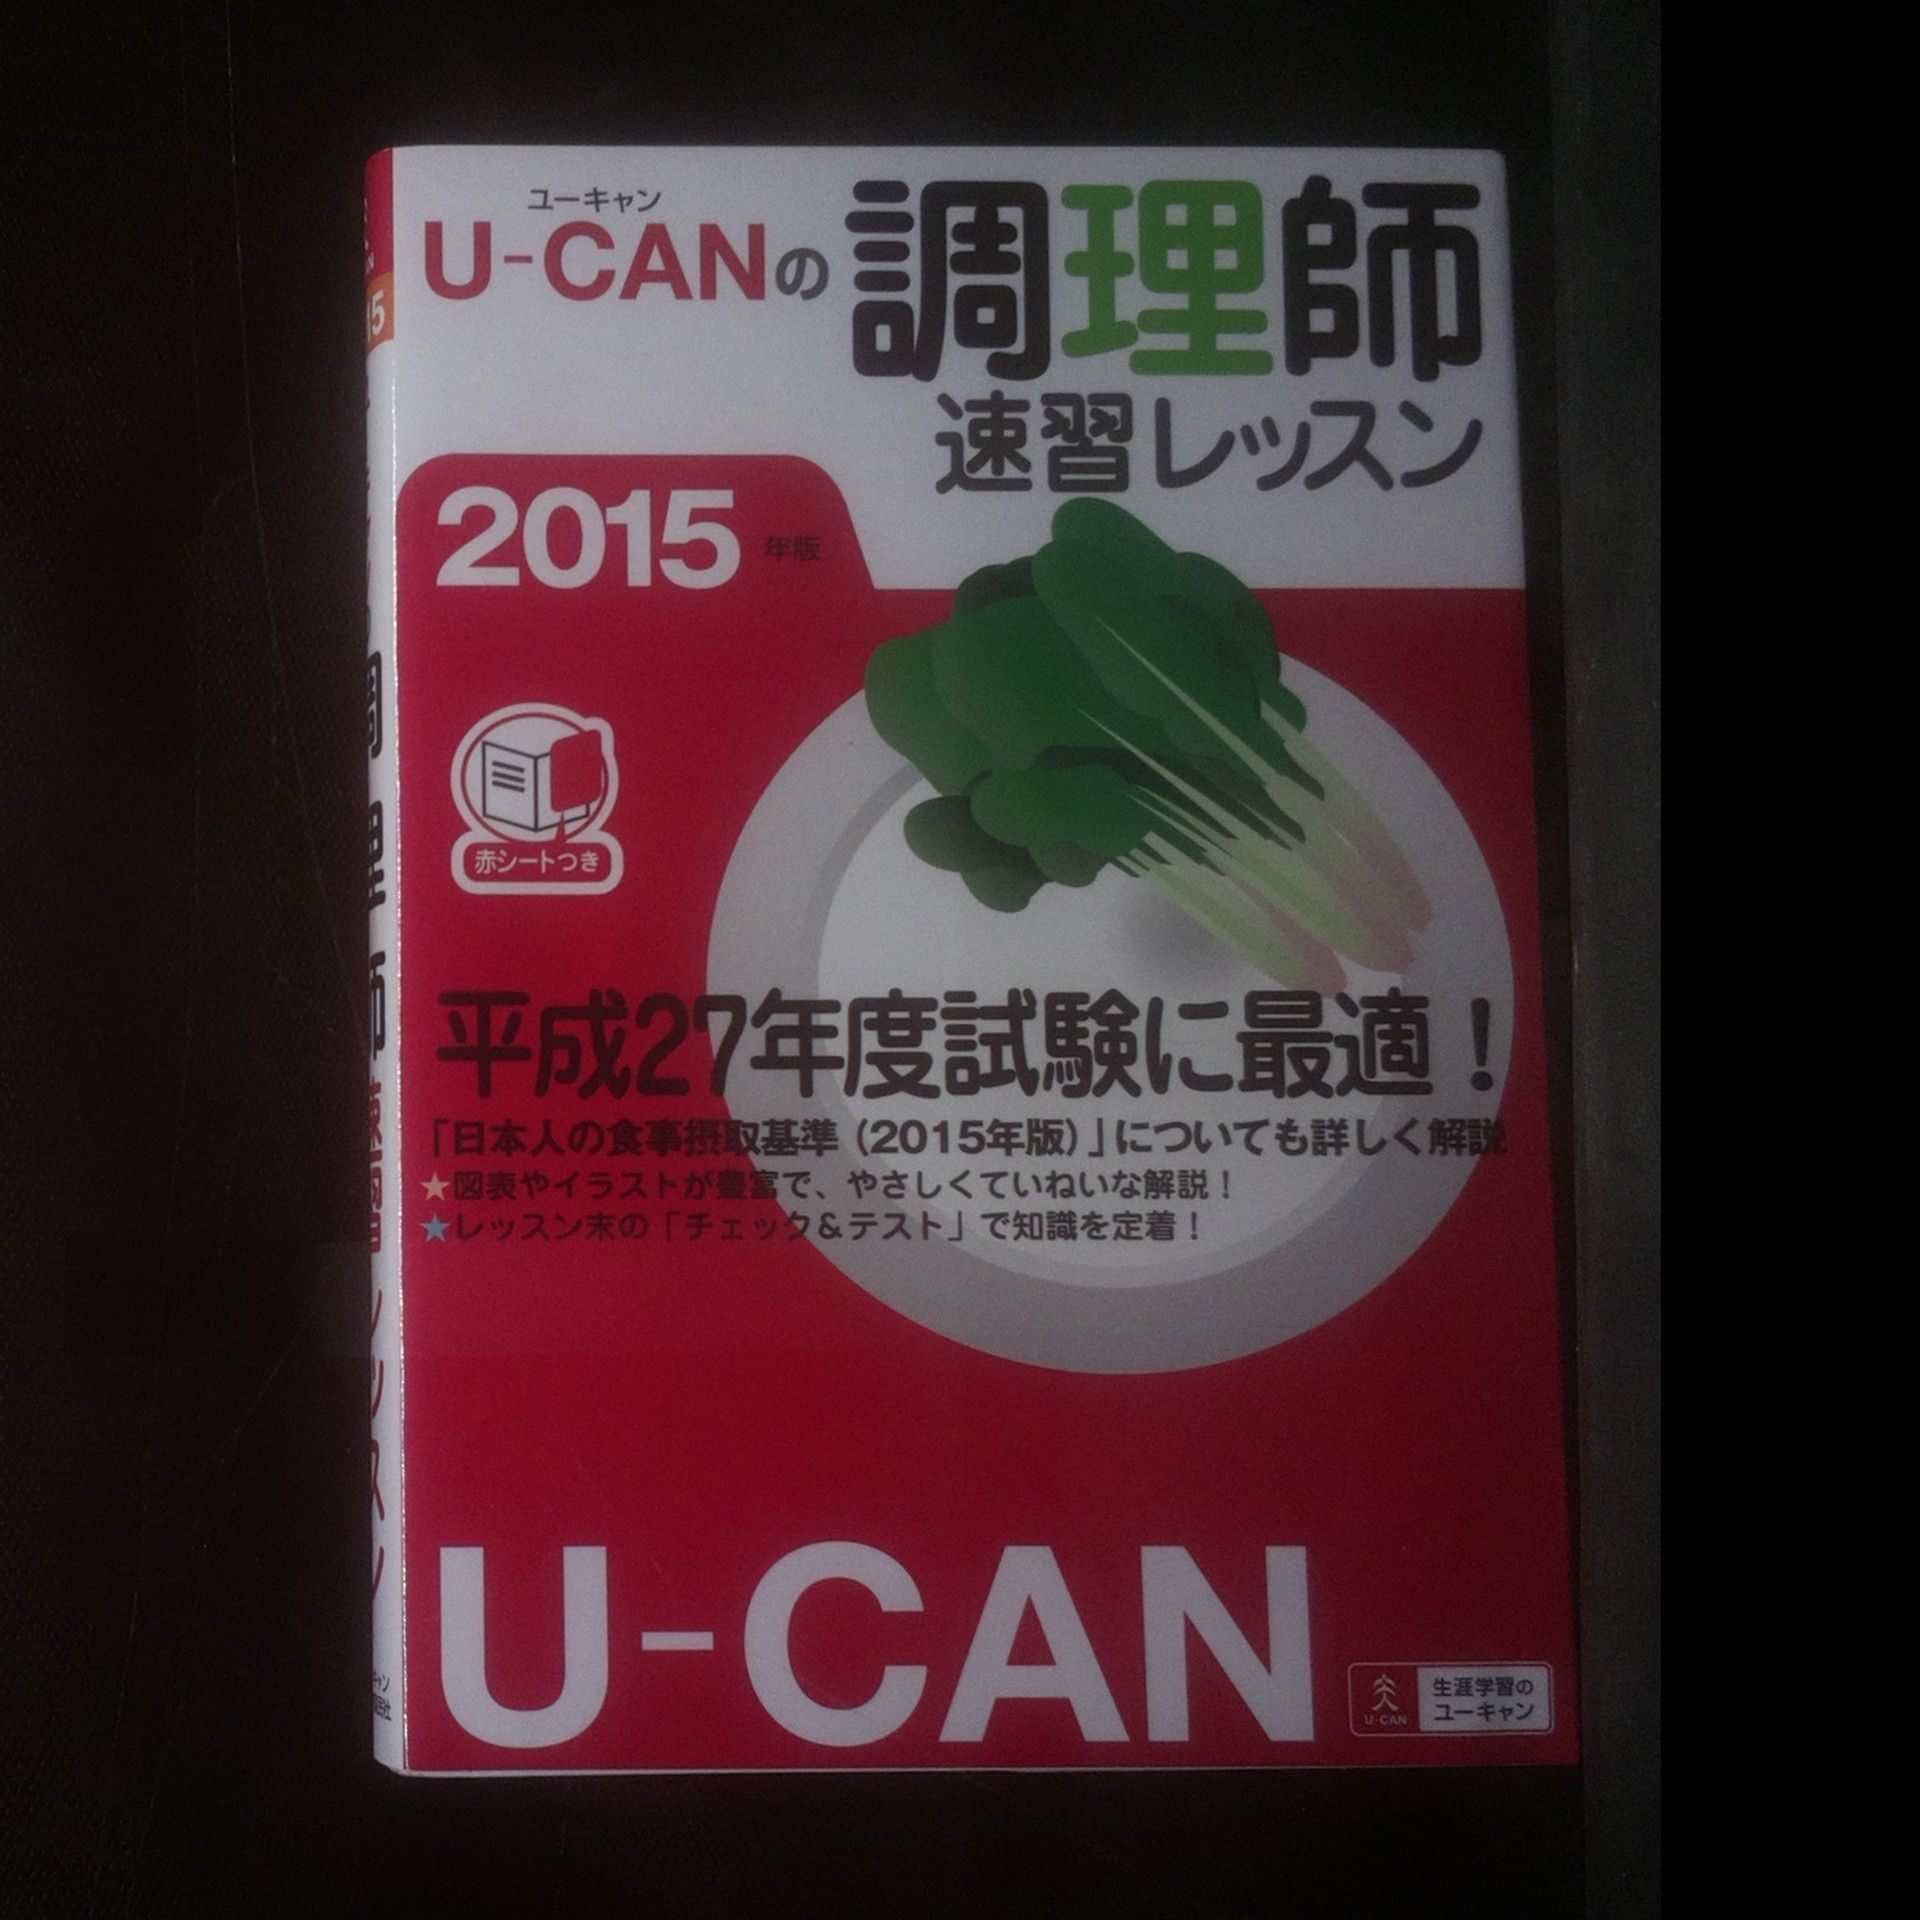 ユーキャン
U-CANの調理師
速習レッスン
2015年版
赤シートつき
平成27年度試験に最適！
「日本人の食事摂取基準（2015年版）」についても詳しく解説
★図表やイラストが豊富で、やさしくていねいな解説！
★レッスン末の「チェック&テスト」で知識を定着！
U-CAN
U-CAN
生涯学習の
ユーキャン